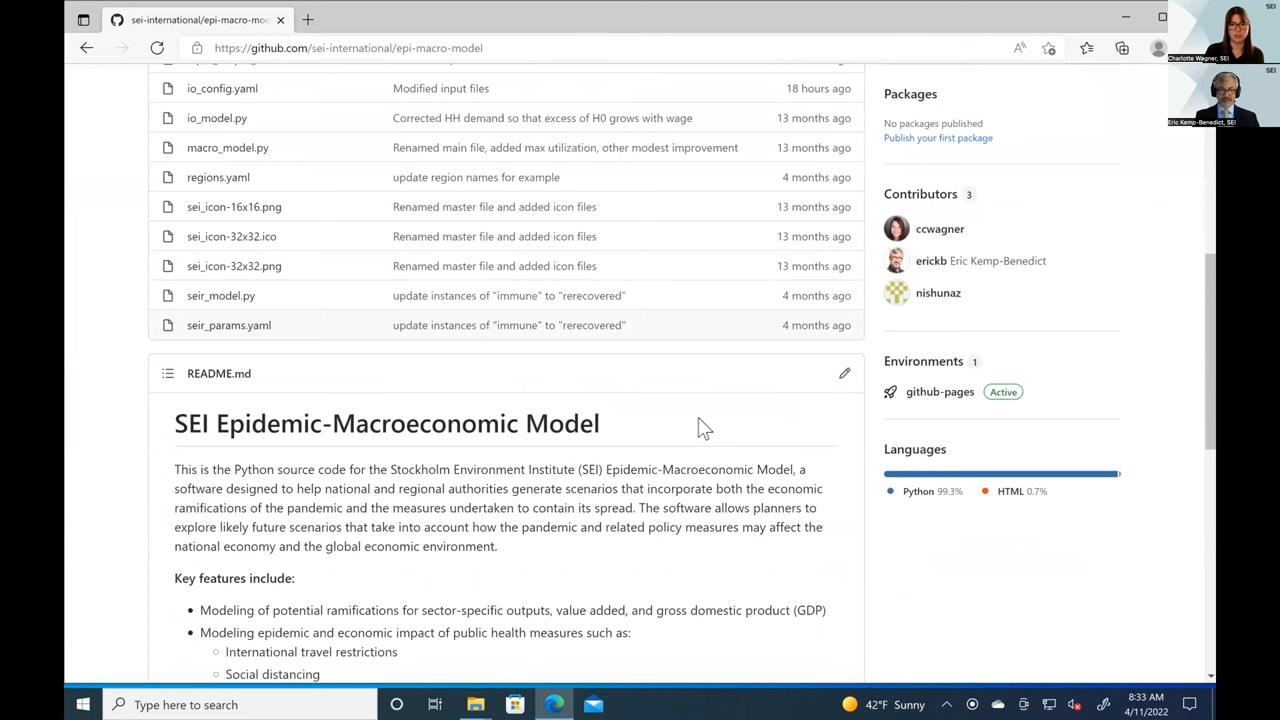 sei-international/epi-macro-mod
https://github.com/sei-international/epi-macro-model
SEI
Charlotte Wagner, SEI
SEI
Eric Kemp-Benedict, SEI
io_config.yaml Modified input files 18 hours ago
io_model.py Corrected HH demand so that excess of H0 grows with wage 13 months ago
macro_model.py Renamed main file, added max utilization, other modest improvement 13 months ago
regions.yaml update region names for example 4 months ago
sei_icon-16x16.png Renamed master file and added icon files 13 months ago
sei_icon-32x32.ico Renamed master file and added icon files 13 months ago
sei_icon-32x32.png Renamed master file and added icon files 13 months ago
seir_model.py update instances of "immune" to "rerecovered" 4 months ago
seir_params.yaml update instances of "immune" to "rerecovered" 4 months ago
README.md
SEI Epidemic-Macroeconomic Model
This is the Python source code for the Stockholm Environment Institute (SEI) Epidemic-Macroeconomic Model, a
software designed to help national and regional authorities generate scenarios that incorporate both the economic
ramifications of the pandemic and the measures undertaken to contain its spread. The software allows planners to
explore likely future scenarios that take into account how the pandemic and related policy measures may affect the
national economy and the global economic environment.
Key features include:
• Modeling of potential ramifications for sector-specific outputs, value added, and gross domestic product (GDP)
• Modeling epidemic and economic impact of public health measures such as:
○ International travel restrictions
○ Social distancing
Packages
No packages published
Publish your first package
Contributors 3
ccwagner
erickb Eric Kemp-Benedict
nishunaz
Environments 1
github-pages Active
Languages
Python 99.3% HTML 0.7%
Type here to search
42°F Sunny
8:33 AM
4/11/2022